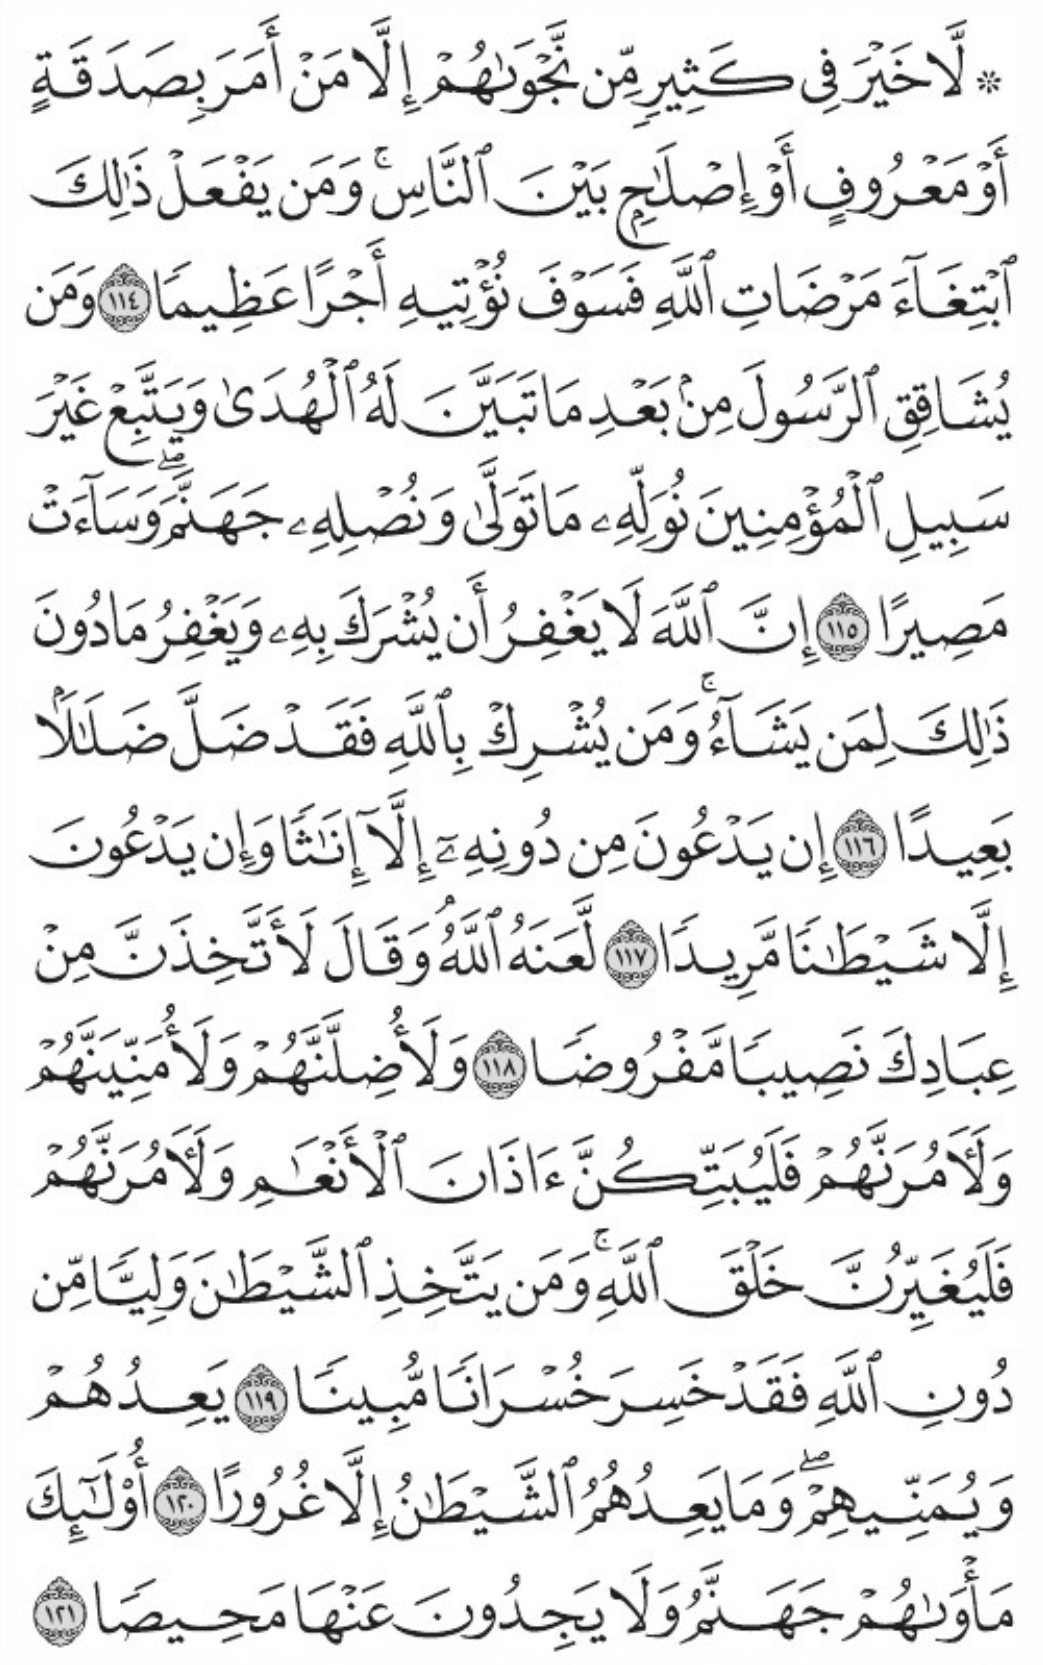 ۞ لَّا خَيْرَ فِي كَثِيرٍ مِّن نَّجْوَىٰهُمْ إِلَّا مَنْ أَمَرَ بِصَدَقَةٍ
أَوْ مَعْرُوفٍ أَوْ إِصْلَٰحٍۭ بَيْنَ ٱلنَّاسِۚ وَمَن يَفْعَلْ ذَٰلِكَ
ٱبْتِغَآءَ مَرْضَاتِ ٱللَّهِ فَسَوْفَ نُؤْتِيهِ أَجْرًا عَظِيمًا ١١٤ وَمَن
يُشَاقِقِ ٱلرَّسُولَ مِنۢ بَعْدِ مَا تَبَيَّنَ لَهُ ٱلْهُدَىٰ وَيَتَّبِعْ غَيْرَ
سَبِيلِ ٱلْمُؤْمِنِينَ نُوَلِّهِۦ مَا تَوَلَّىٰ وَنُصْلِهِۦ جَهَنَّمَۖ وَسَآءَتْ
مَصِيرًا ١١٥ إِنَّ ٱللَّهَ لَا يَغْفِرُ أَن يُشْرَكَ بِهِۦ وَيَغْفِرُ مَا دُونَ
ذَٰلِكَ لِمَن يَشَآءُۚ وَمَن يُشْرِكْ بِٱللَّهِ فَقَدْ ضَلَّ ضَلَٰلًۢا
بَعِيدًا ١١٦ إِن يَدْعُونَ مِن دُونِهِۦٓ إِلَّآ إِنَٰثًا وَإِن يَدْعُونَ
إِلَّا شَيْطَٰنًا مَّرِيدًا ١١٧ لَّعَنَهُ ٱللَّهُۘ وَقَالَ لَأَتَّخِذَنَّ مِنْ
عِبَادِكَ نَصِيبًا مَّفْرُوضًا ١١٨ وَلَأُضِلَّنَّهُمْ وَلَأُمَنِّيَنَّهُمْ
وَلَءَامُرَنَّهُمْ فَلَيُبَتِّكُنَّ ءَاذَانَ ٱلْأَنْعَٰمِ وَلَءَامُرَنَّهُمْ
فَلَيُغَيِّرُنَّ خَلْقَ ٱللَّهِۚ وَمَن يَتَّخِذِ ٱلشَّيْطَٰنَ وَلِيًّا مِّن
دُونِ ٱللَّهِ فَقَدْ خَسِرَ خُسْرَانًا مُّبِينًا ١١٩ يَعِدُهُمْ
وَيُمَنِّيهِمْۖ وَمَا يَعِدُهُمُ ٱلشَّيْطَٰنُ إِلَّا غُرُورًا ١٢٠ أُو۟لَٰٓئِكَ
مَأْوَىٰهُمْ جَهَنَّمُ وَلَا يَجِدُونَ عَنْهَا مَحِيصًا ١٢١